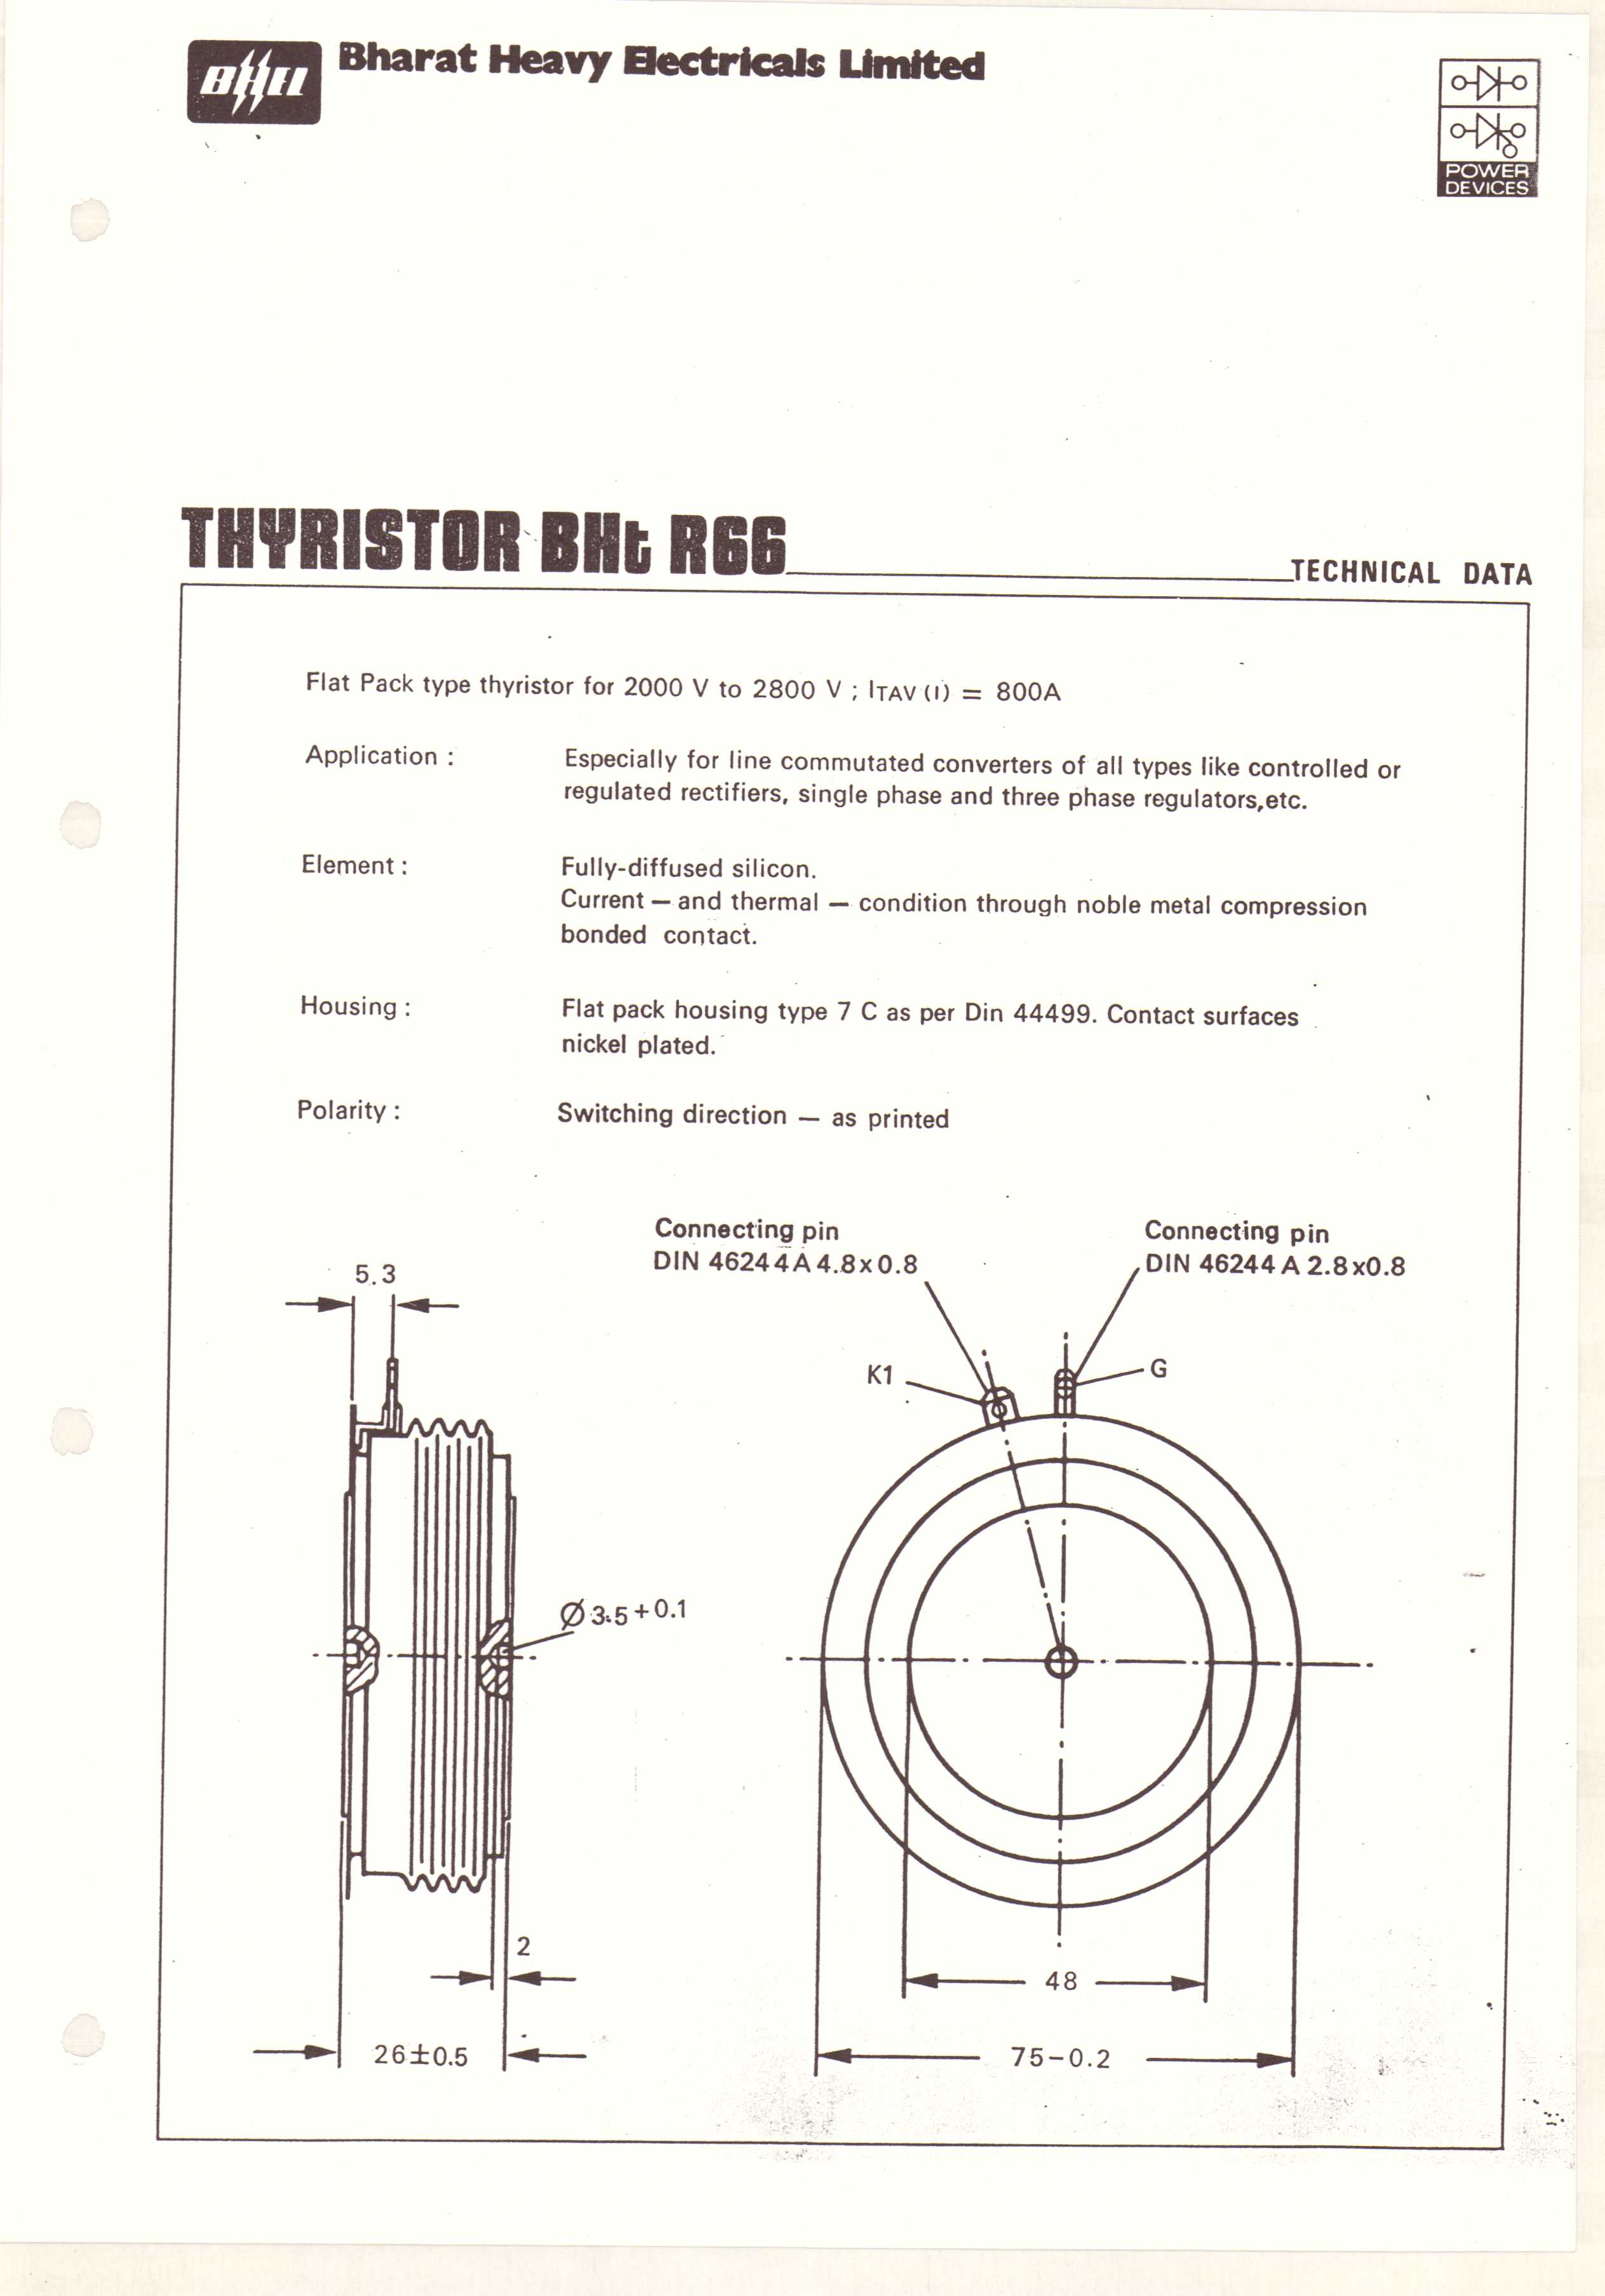 BHEL Bharat Heavy Electricals Limited
POWER
DEVICES
THYRISTOR BHt R66
TECHNICAL DATA
Flat Pack type thyristor for 2000 V to 2800 V ; ITAV (I) = 800A
Application : Especially for line commutated converters of all types like controlled or
regulated rectifiers, single phase and three phase regulators,etc.
Element : Fully-diffused silicon.
Current — and thermal — condition through noble metal compression
bonded contact.
Housing : Flat pack housing type 7 C as per Din 44499. Contact surfaces
nickel plated.
Polarity : Switching direction — as printed
Connecting pin
DIN 46244A 4.8x0.8
Connecting pin
DIN 46244 A 2.8x0.8
5.3
K1
G
Ø 3.5 +0.1
2
48
26±0.5
75-0.2